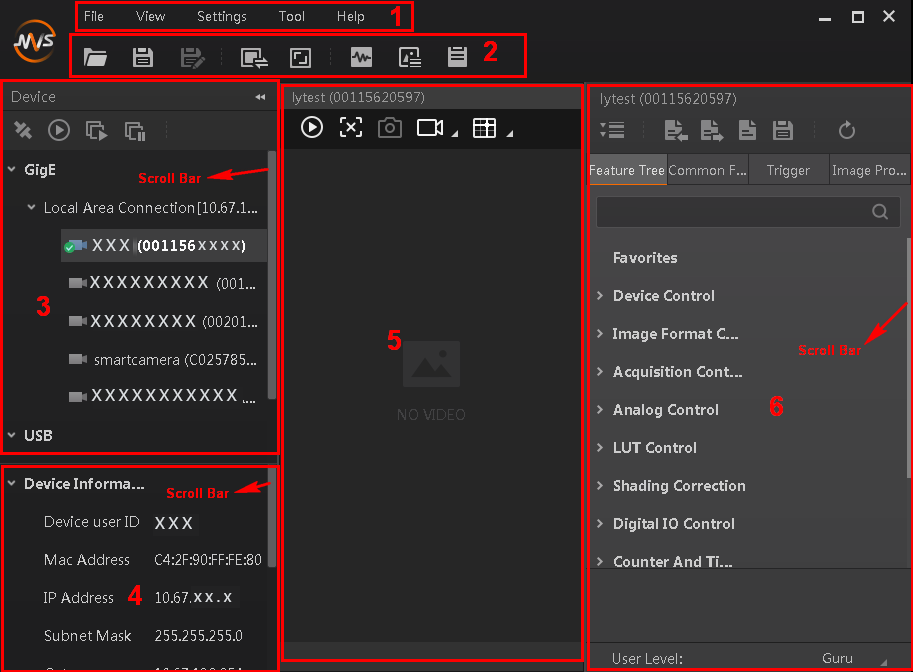 File View Settings Tool Help 1
MVS
2
Device
GigE
Scroll Bar
Local Area Connection[10.67.1...
XXX (001156xxxx)
XXXXXXXXX (001...
3
XXXXXXXX (00201...
smartcamera (C025785...
XXXXXXXXXXX ....
USB
Device Informa...
Scroll Bar
Device user ID XXX
Mac Address C4:2F:90:FF:FE:80
IP Address 4 10.67.xx.x
Subnet Mask 255.255.255.0
lytest (00115620597)
5
NO VIDEO
lytest (00115620597)
Feature Tree Common F... Trigger Image Pro...
Favorites
Device Control
Image Format C...
Scroll Bar
Acquisition Cont...
Analog Control
6
LUT Control
Shading Correction
Digital IO Control
Counter And Ti...
User Level: Guru